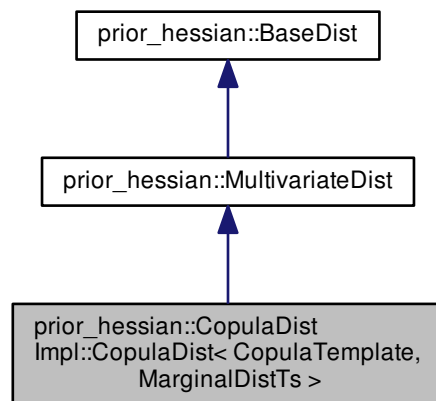 prior_hessian::BaseDist
prior_hessian::MultivariateDist
prior_hessian::CopulaDist
Impl::CopulaDist< CopulaTemplate,
MarginalDistTs >